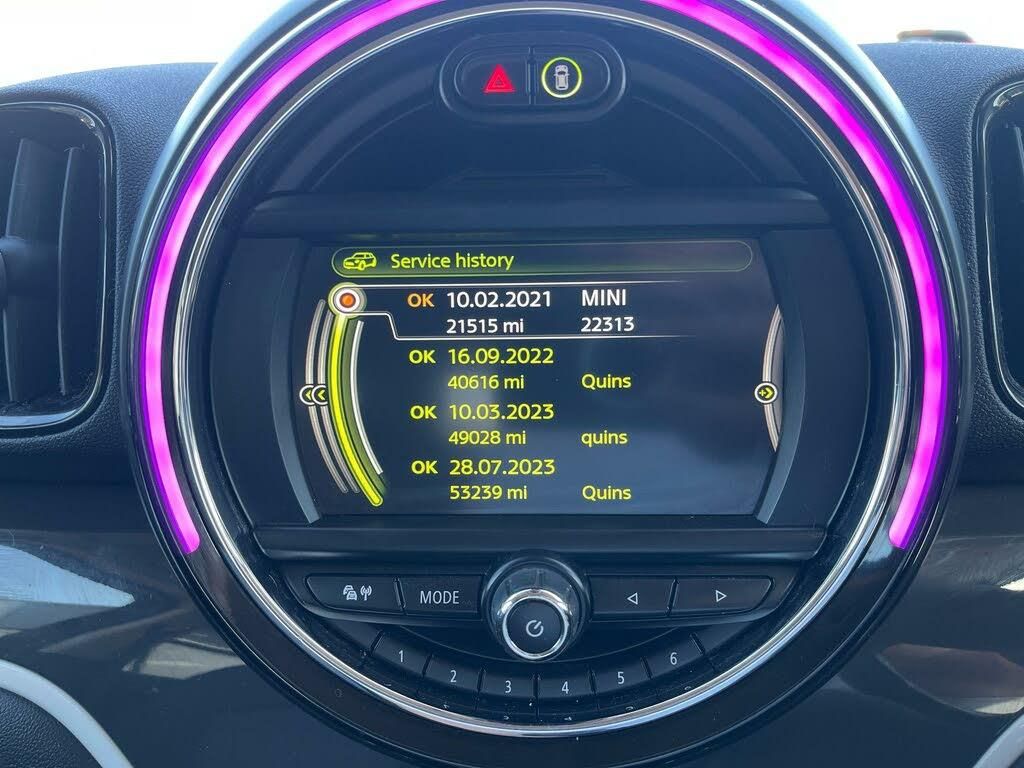 Service history
OK 10.02.2021 MINI
21515 mi 22313
OK 16.09.2022
40616 mi Quins
OK 10.03.2023
49028 mi quins
OK 28.07.2023
53239 mi Quins
MODE
1 2 3 4 5 6